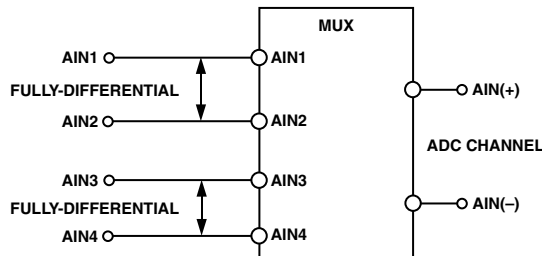 MUX
AIN1 AIN1
FULLY-DIFFERENTIAL
AIN(+)
AIN2 AIN2
ADC CHANNEL
AIN3 AIN3
FULLY-DIFFERENTIAL
AIN(–)
AIN4 AIN4